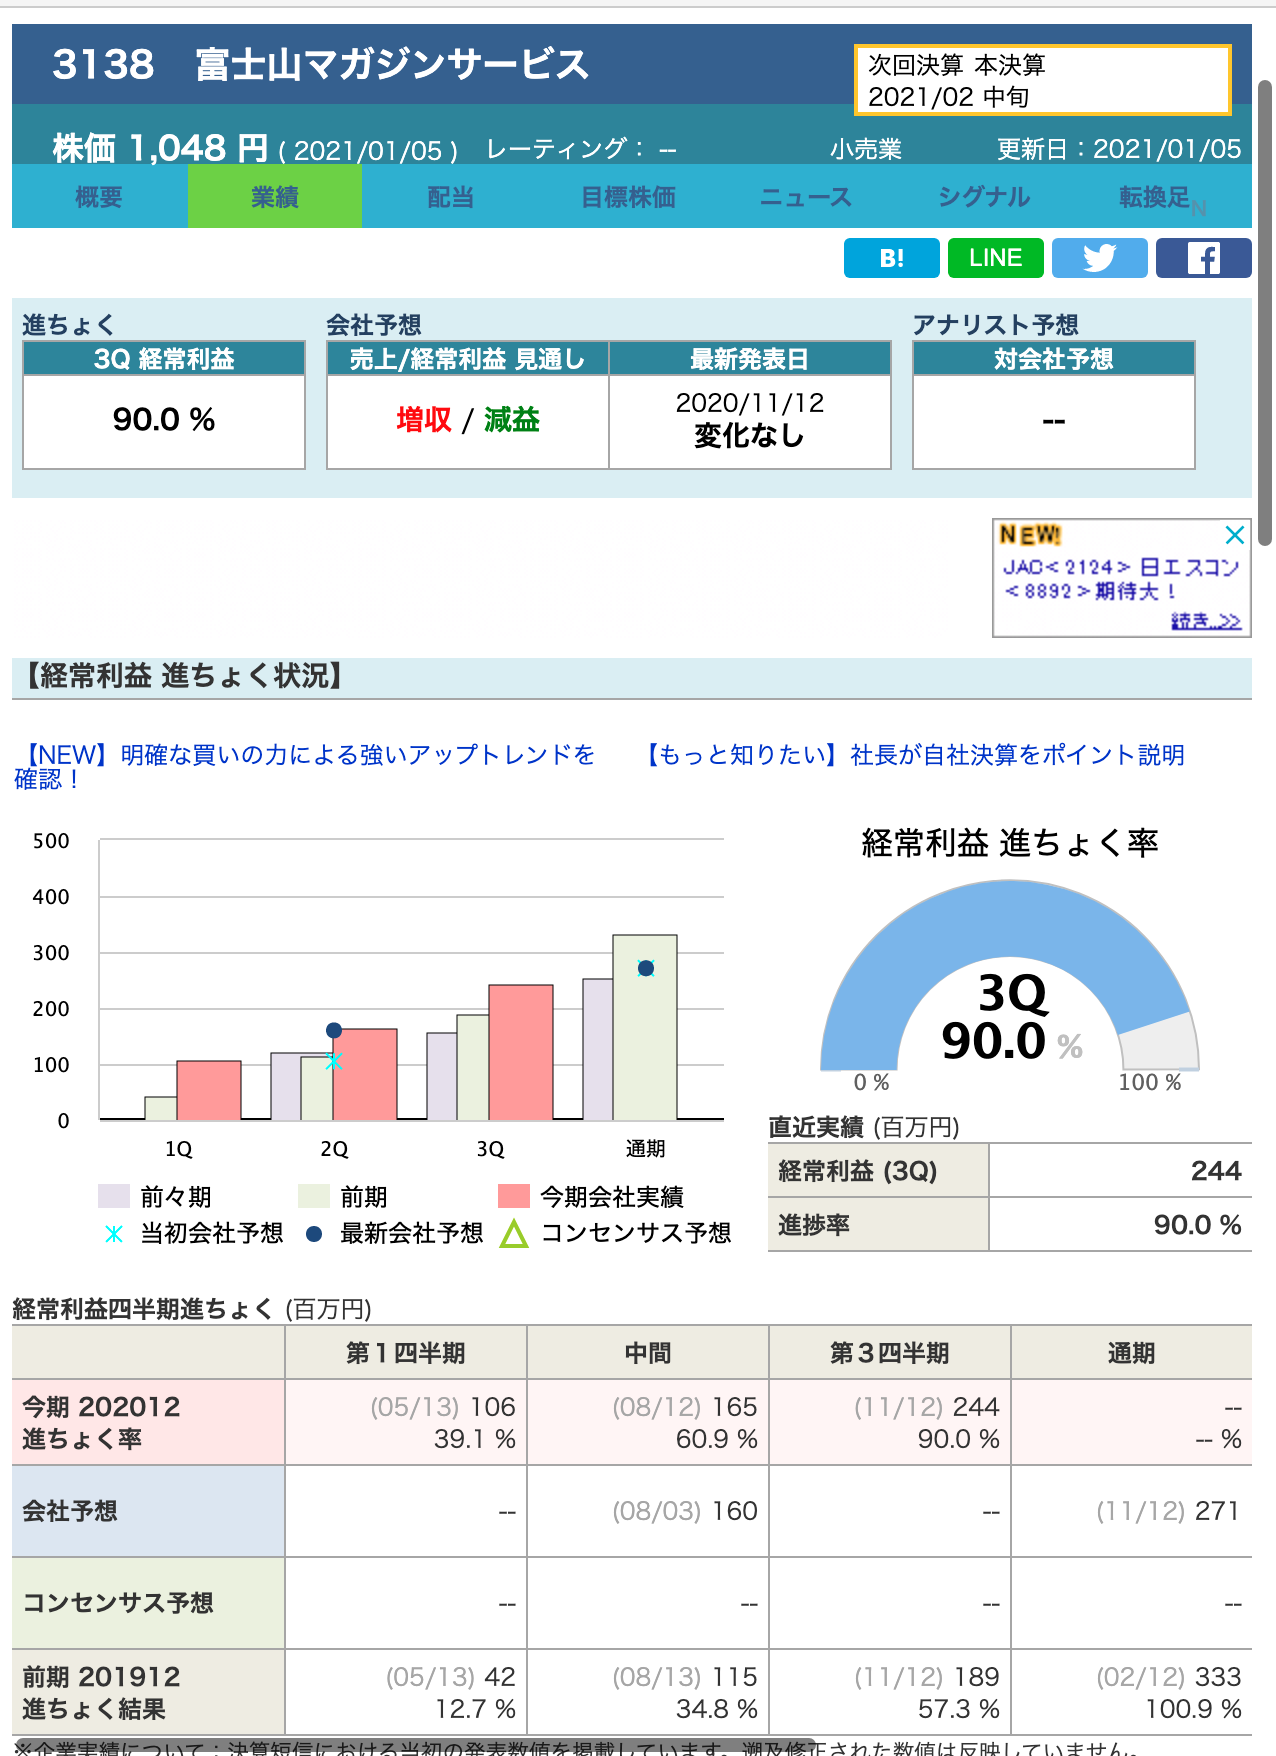 3138　富士山マガジンサービス
次回決算 本決算
2021/02 中旬
株価 1,048 円 ( 2021/01/05 )　レーティング： --　小売業　更新日：2021/01/05
概要　業績　配当　目標株価　ニュース　シグナル　転換足 N
B!　LINE
進ちょく　会社予想　アナリスト予想
3Q 経常利益　売上/経常利益 見通し　最新発表日　対会社予想
90.0 %　増収 / 減益　2020/11/12　--
変化なし
NEW!
JAC<2124> 日エスコン
<8892>期待大！
続き..>>
【経常利益 進ちょく状況】
【NEW】明確な買いの力による強いアップトレンドを　【もっと知りたい】社長が自社決算をポイント説明
確認！
500
400
300
200
100
0
1Q　2Q　3Q　通期
前々期　前期　今期会社実績
当初会社予想　最新会社予想　コンセンサス予想
経常利益 進ちょく率
3Q
90.0 %
0 %　100 %
直近実績 (百万円)
経常利益 (3Q)　244
進捗率　90.0 %
経常利益四半期進ちょく (百万円)
第１四半期　中間　第３四半期　通期
今期 202012　(05/13) 106　(08/12) 165　(11/12) 244　--
進ちょく率　39.1 %　60.9 %　90.0 %　-- %
会社予想　--　(08/03) 160　--　(11/12) 271
コンセンサス予想　--　--　--　--
前期 201912　(05/13) 42　(08/13) 115　(11/12) 189　(02/12) 333
進ちょく結果　12.7 %　34.8 %　57.3 %　100.9 %
※企業実績について：決算短信における当初の発表数値を掲載しています。遡及修正された数値は反映していません。